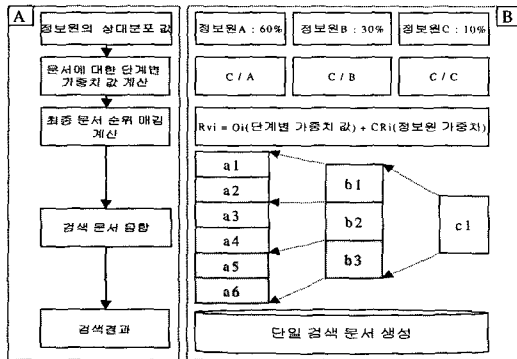 A
정보원의 상대분포 값
문서에 대한 단계별
가중치 값 계산
최종 문서 순위 매김
계산
검색 문서 융합
검색결과
B
정보원A : 60%
정보원B : 30%
정보원C : 10%
C / A
C / B
C / C
Rvi = Oi(단계별 가중치 값) + CRi(정보원 가중치)
a1
a2
a3
a4
a5
a6
b1
b2
b3
c1
단일 검색 문서 생성